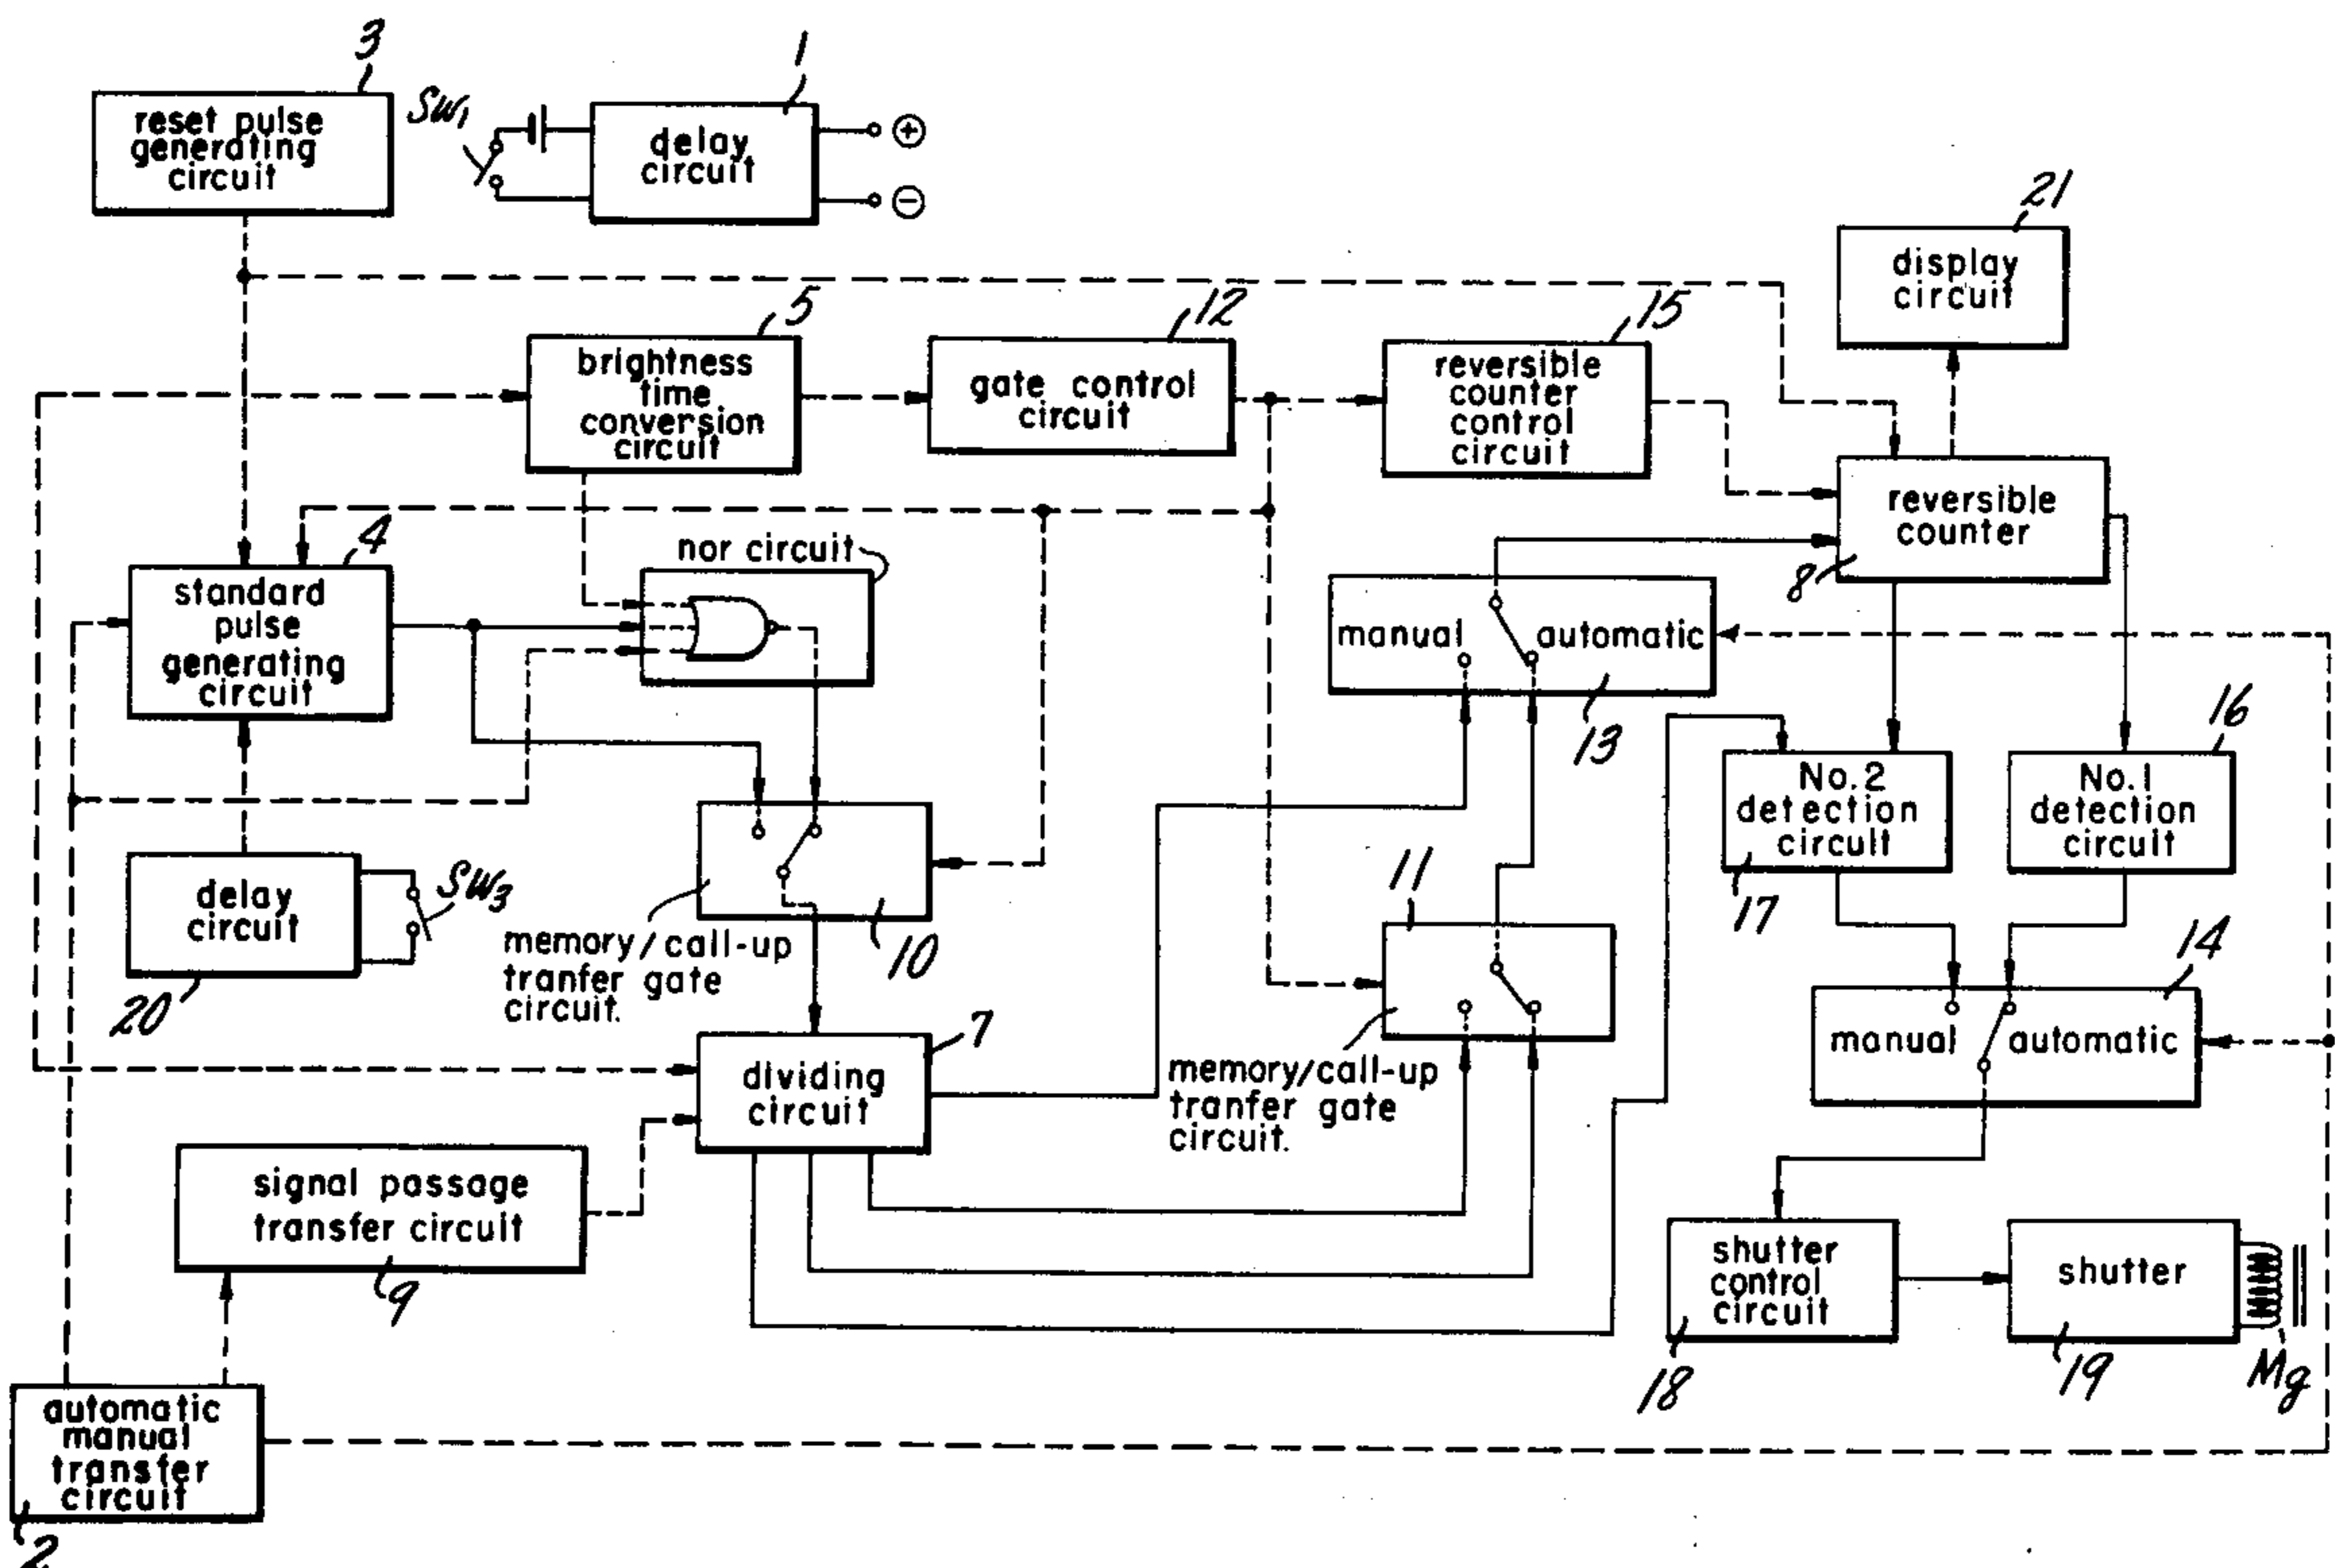 3
reset pulse
generating
circuit
SW1
1
delay
circuit
+
−
21
display
circuit
5
brightness
time
conversion
circuit
12
gate control
circuit
15
reversible
counter
control
circuit
reversible
counter
8
4
standard
pulse
generating
circuit
nor circuit
manual
automatic
13
16
No. 2
detection
circuit
17
No. 1
detection
circuit
delay
circuit
SW3
20
memory/call-up
tranfer gate
circuit.
10
11
memory/call-up
tranfer gate
circuit.
14
manual
automatic
7
dividing
circuit
signal passage
transfer circuit
9
shutter
control
circuit
18
shutter
19
Mg
automatic
manual
transfer
circuit
2